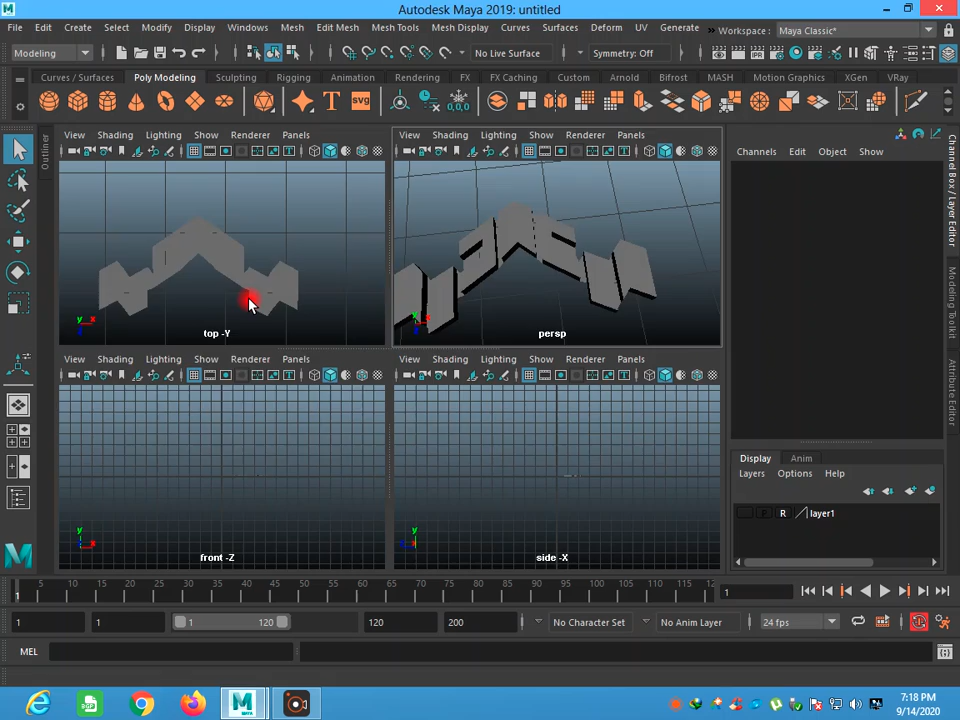 Autodesk Maya 2019: untitled
File Edit Create Select Modify Display Windows Mesh Edit Mesh Mesh Tools Mesh Display Curves Surfaces Deform UV Generate Workspace : Maya Classic*
Modeling No Live Surface Symmetry: Off
Curves / Surfaces Poly Modeling Sculpting Rigging Animation Rendering FX FX Caching Custom Arnold Bifrost MASH Motion Graphics XGen VRay
T svg 0,0,0
Outliner
View Shading Lighting Show Renderer Panels
View Shading Lighting Show Renderer Panels
Channels Edit Object Show
Channel Box / Layer Editor
Modeling Toolkit
Attribute Editor
y x
top -Y
x
persp
View Shading Lighting Show Renderer Panels
View Shading Lighting Show Renderer Panels
Display Anim
Layers Options Help
R layer1
y
x
front -Z
y
side -X
1 5 10 15 20 25 30 35 40 45 50 55 60 65 70 75 80 85 90 95 100 105 110 115 12
1
1 1 1 120 120 200 No Character Set No Anim Layer 24 fps
MEL
MAYA
7:18 PM
9/14/2020